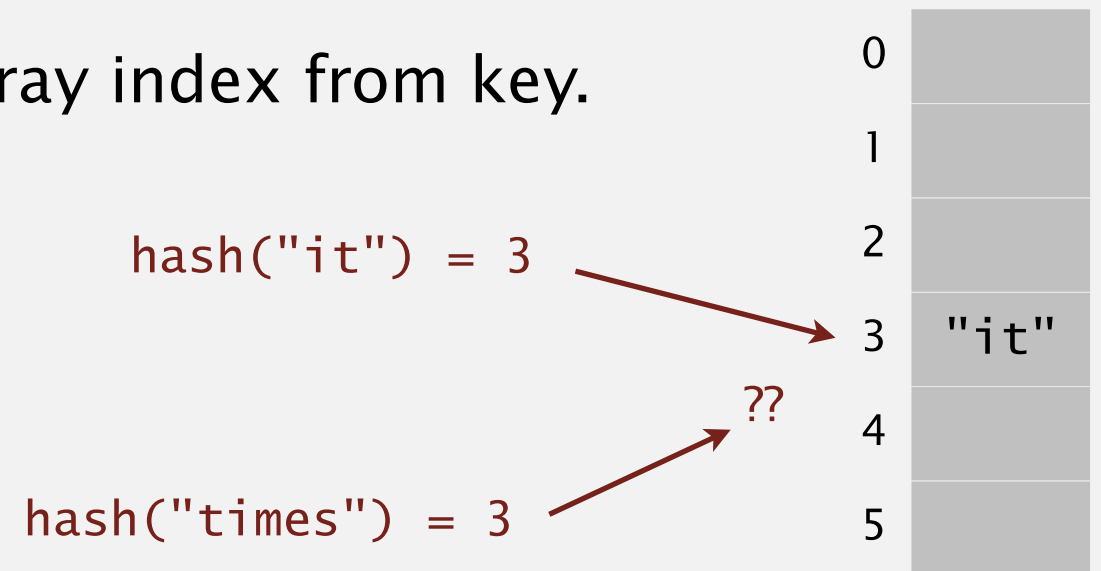 ray index from key.
hash("it") = 3
??
hash("times") = 3
0
1
2
3 "it"
4
5